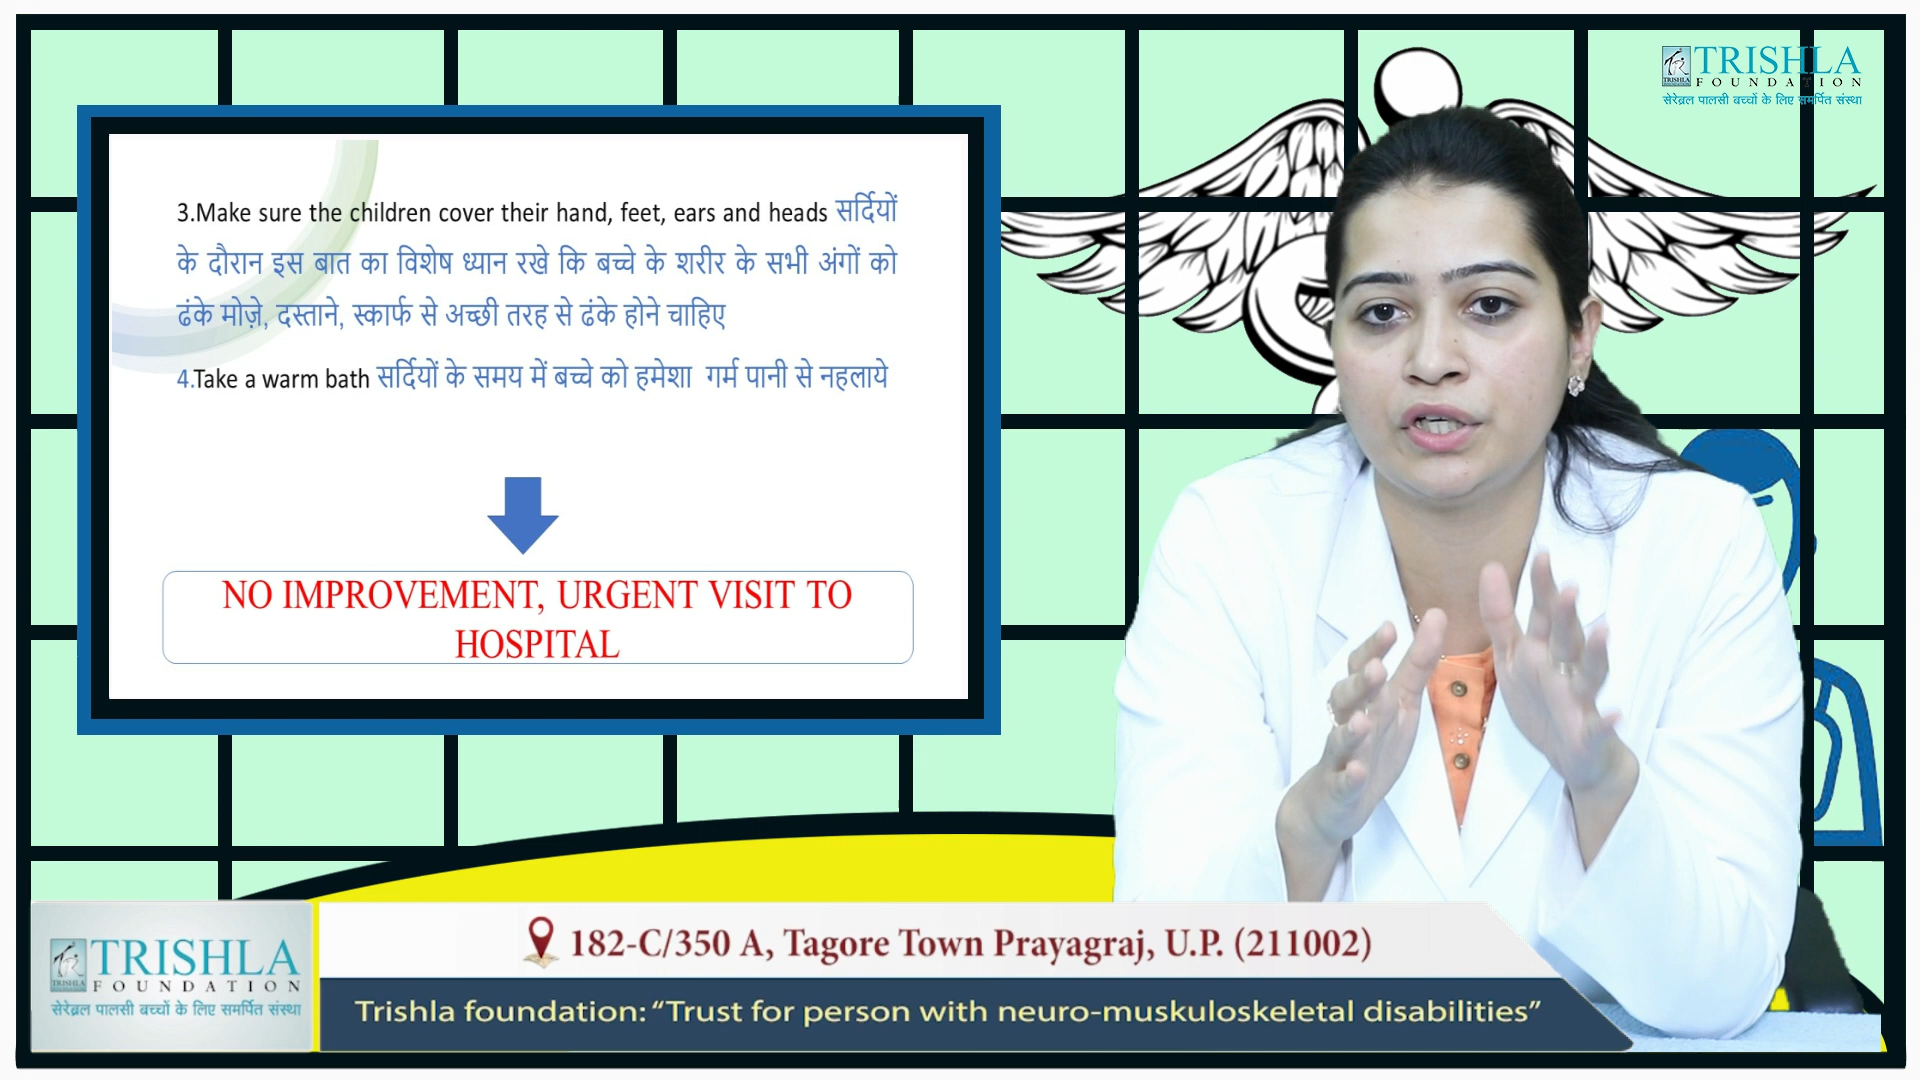 TRISHLA
FOUNDATION
सेरेब्रल पालसी बच्चों के लिए समर्पित संस्था
3.Make sure the children cover their hand, feet, ears and heads सर्दियों
के दौरान इस बात का विशेष ध्यान रखे कि बच्चे के शरीर के सभी अंगों को
ढंके मोज़े, दस्ताने, स्कार्फ से अच्छी तरह से ढंके होने चाहिए
4.Take a warm bath सर्दियों के समय में बच्चे को हमेशा गर्म पानी से नहलाये
NO IMPROVEMENT, URGENT VISIT TO
HOSPITAL
TRISHLA
FOUNDATION
सेरेब्रल पालसी बच्चों के लिए समर्पित संस्था
182-C/350 A, Tagore Town Prayagraj, U.P. (211002)
Trishla foundation: “Trust for person with neuro-muskuloskeletal disabilities”
TRISHLA
TRISHLA